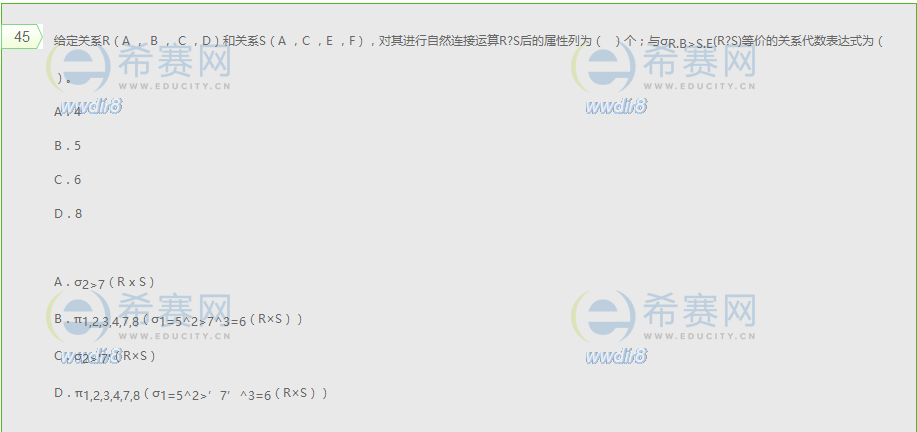 45
给定关系R（A ，B ，C ，D）和关系S（A ，C ，E ，F），对其进行自然连接运算R?S后的属性列为（ ）个；与σR.B>S.E(R?S)等价的关系代数表达式为（
）。
A．4
B．5
C．6
D．8
A．σ2>7（R x S）
B．π1,2,3,4,7,8（σ1=5^2>7^3=6（R×S））
C．σ2>'7'（R×S）
D．π1,2,3,4,7,8（σ1=5^2>′ 7′ ^3=6（R×S））
希赛网
WWW.EDUCITY.CN
wwdir8
希赛网
WWW.EDUCITY.CN
wwdir8
希赛网
WWW.EDUCITY.CN
wwdir8
希赛网
WWW.EDUCITY.CN
wwdir8